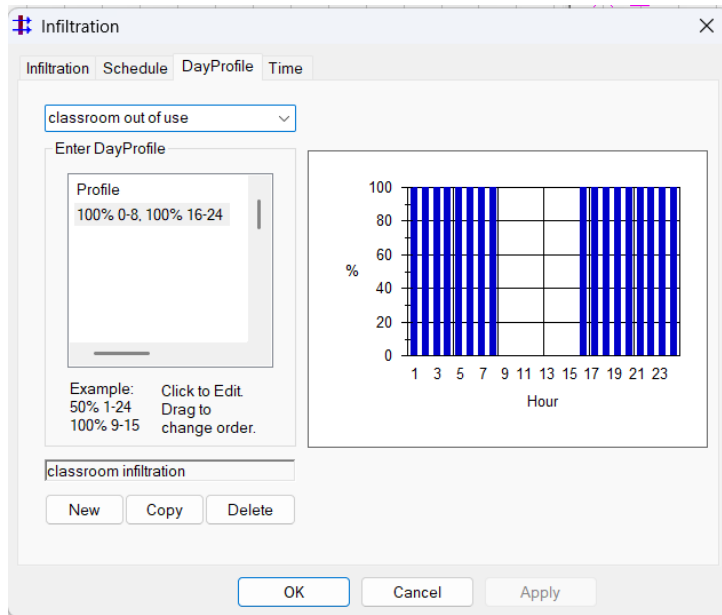 Infiltration
Infiltration Schedule DayProfile Time
classroom out of use
Enter DayProfile
Profile
100% 0-8, 100% 16-24
Example:
50% 1-24
100% 9-15
Click to Edit.
Drag to
change order.
classroom infiltration
New Copy Delete
100
80
60
40
20
0
%
1 3 5 7 9 11 13 15 17 19 21 23
Hour
OK Cancel Apply